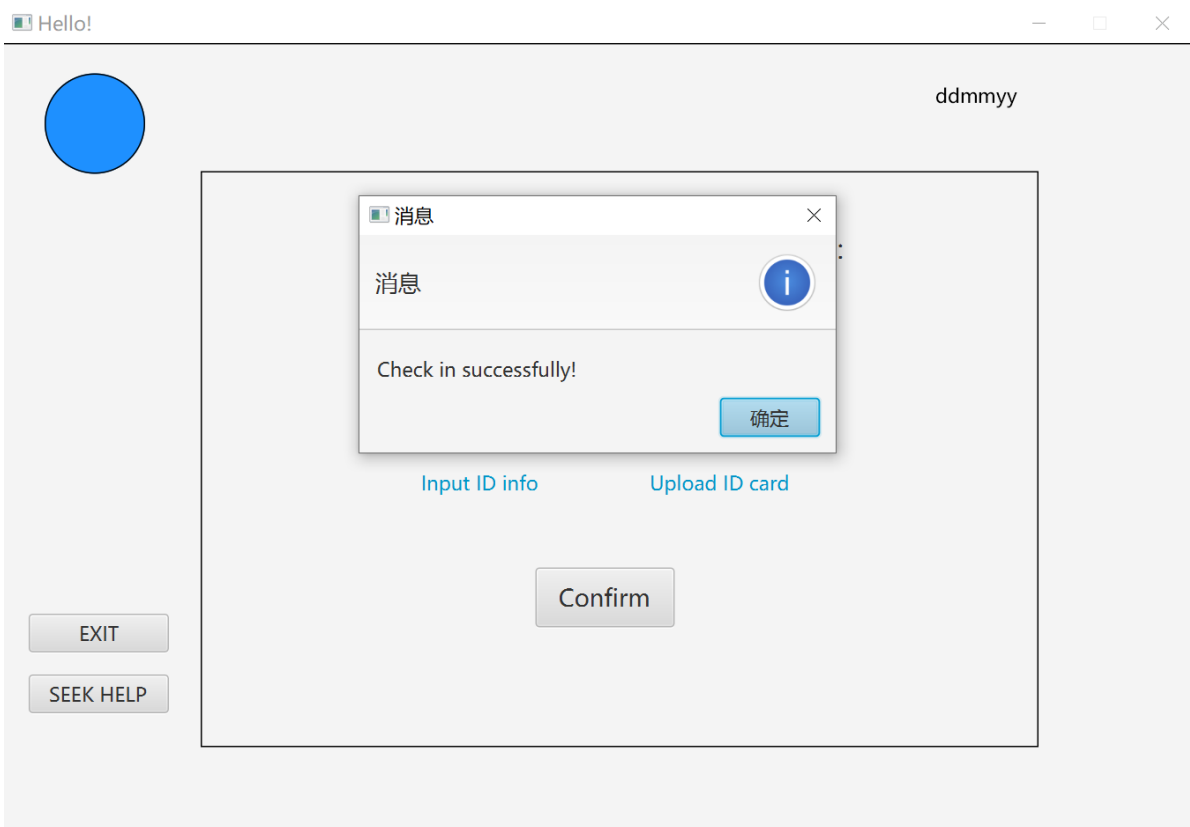 Hello!
ddmmyy
消息
消息
:
Check in successfully!
确定
Input ID info
Upload ID card
Confirm
EXIT
SEEK HELP